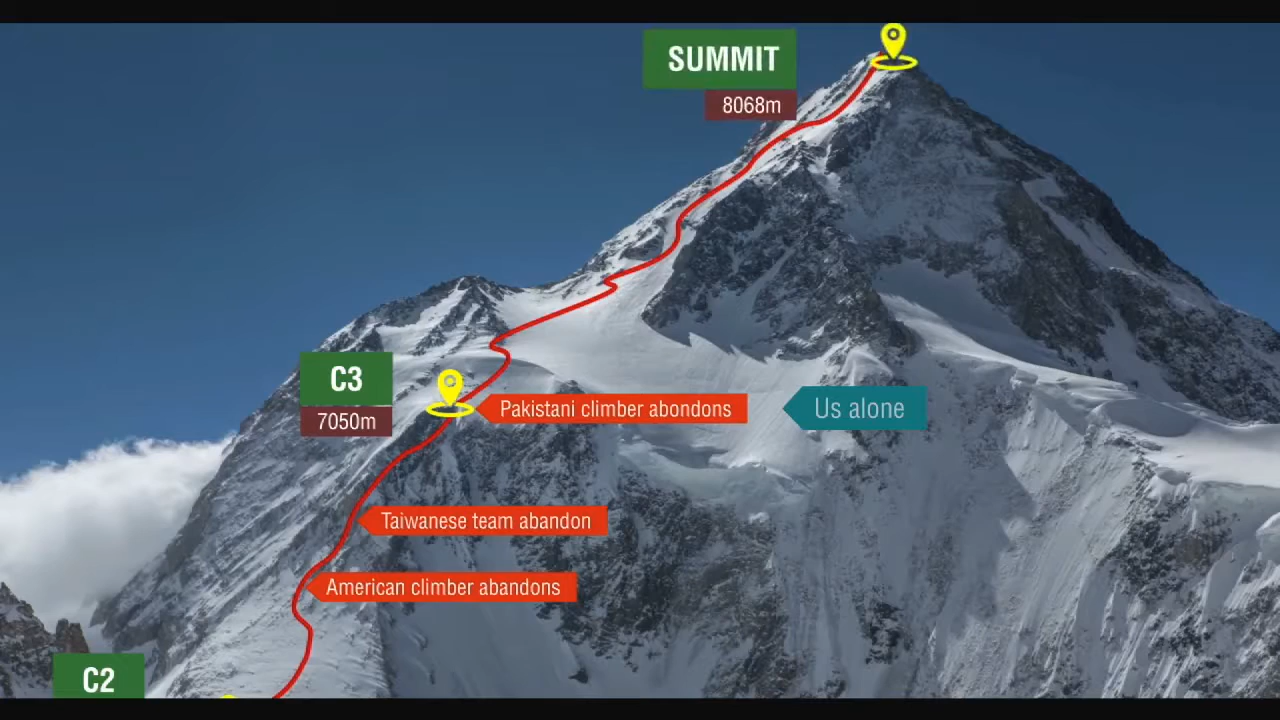 SUMMIT
8068m
C3
7050m
Pakistani climber abondons
Us alone
Taiwanese team abandon
American climber abandons
C2